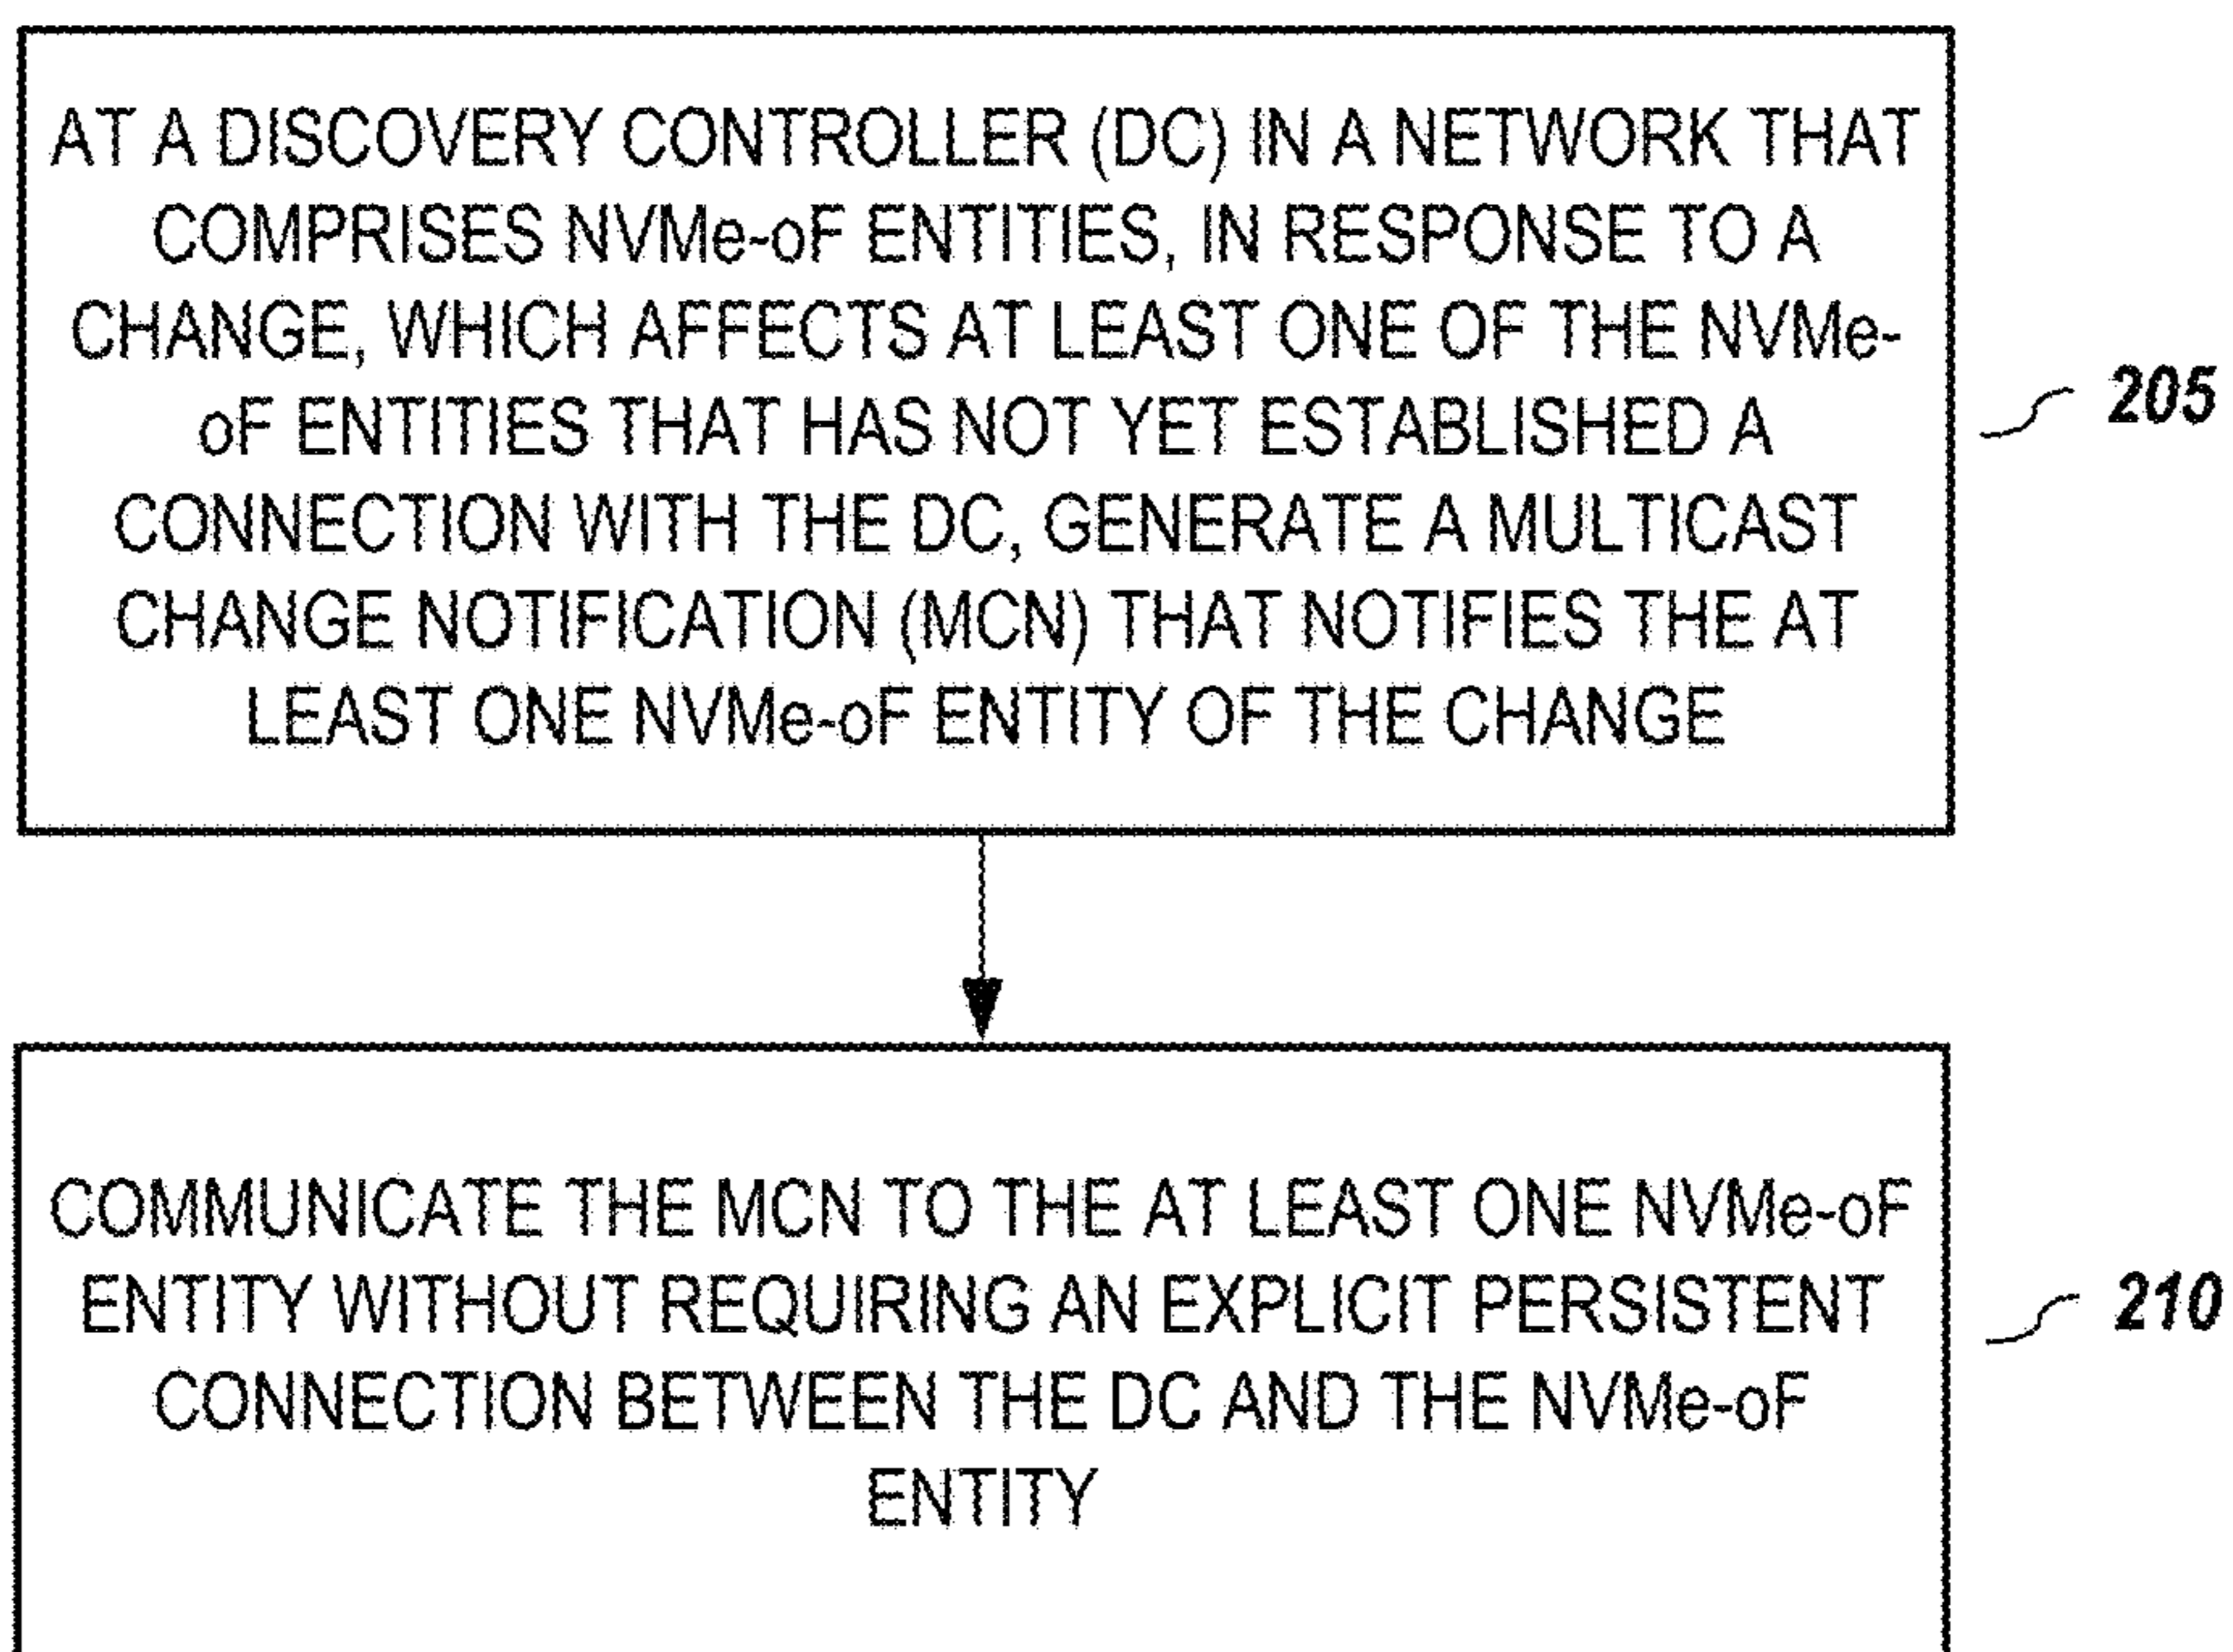 AT A DISCOVERY CONTROLLER (DC) IN A NETWORK THAT
COMPRISES NVMe-oF ENTITIES, IN RESPONSE TO A
CHANGE, WHICH AFFECTS AT LEAST ONE OF THE NVMe-
oF ENTITIES THAT HAS NOT YET ESTABLISHED A
CONNECTION WITH THE DC, GENERATE A MULTICAST
CHANGE NOTIFICATION (MCN) THAT NOTIFIES THE AT
LEAST ONE NVMe-oF ENTITY OF THE CHANGE
205
COMMUNICATE THE MCN TO THE AT LEAST ONE NVMe-oF
ENTITY WITHOUT REQUIRING AN EXPLICIT PERSISTENT
CONNECTION BETWEEN THE DC AND THE NVMe-oF
ENTITY
210